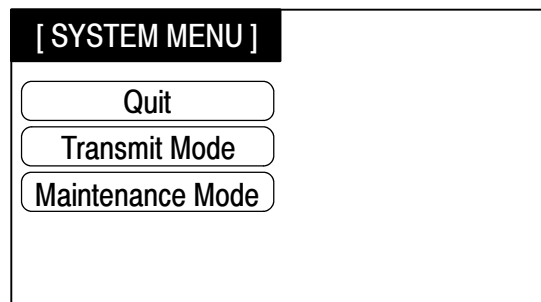 [ SYSTEM MENU ]
Quit
Transmit Mode
Maintenance Mode